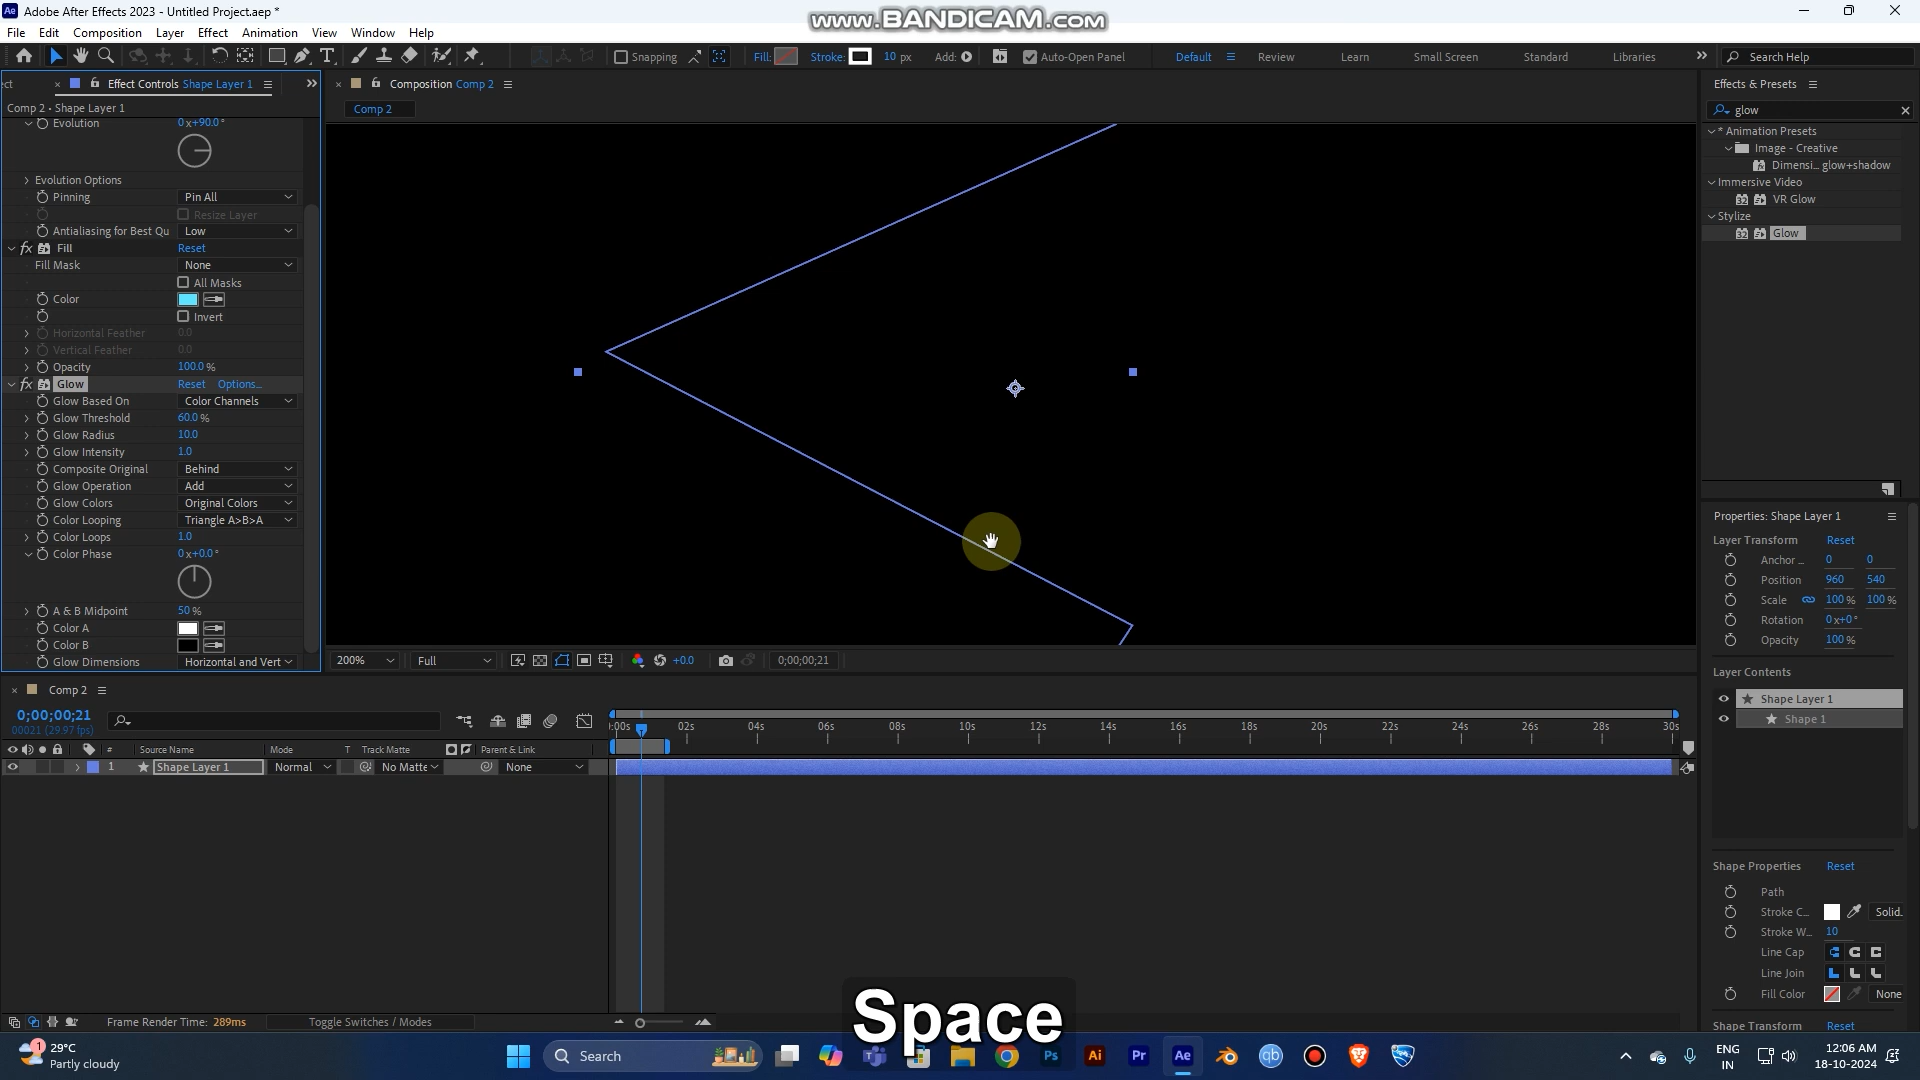 Adobe After Effects 2023 - Untitled Project.aep *
www.BANDICAM.com
File Edit Composition Layer Effect Animation View Window Help
Snapping
Fill:
Stroke:
10 px
Add:
Auto-Open Panel
Default
Review
Learn
Small Screen
Standard
Libraries
Search Help
ect
Effect Controls Shape Layer 1
Comp 2 • Shape Layer 1
Evolution 0x+90.0°
Evolution Options
Pinning Pin All
Resize Layer
Antialiasing for Best Qu Low
fx Fill Reset
Fill Mask None
All Masks
Color
Invert
Horizontal Feather 0.0
Vertical Feather 0.0
Opacity 100.0 %
fx Glow Reset Options...
Glow Based On Color Channels
Glow Threshold 60.0 %
Glow Radius 10.0
Glow Intensity 1.0
Composite Original Behind
Glow Operation Add
Glow Colors Original Colors
Color Looping Triangle A>B>A
Color Loops 1.0
Color Phase 0x+0.0°
A & B Midpoint 50 %
Color A
Color B
Glow Dimensions Horizontal and Vert
Composition Comp 2
Comp 2
200%
Full
+0.0
0;00;00;21
Effects & Presets
glow
* Animation Presets
Image - Creative
Dimensi... glow+shadow
Immersive Video
VR Glow
Stylize
Glow
Properties: Shape Layer 1
Layer Transform Reset
Anchor ... 0 0
Position 960 540
Scale 100 % 100 %
Rotation 0x+0°
Opacity 100 %
Layer Contents
Shape Layer 1
Shape 1
Shape Properties Reset
Path
Stroke C... Solid.
Stroke W... 10
Line Cap
Line Join
Fill Color None
Shape Transform Reset
Comp 2
0;00;00;21
00021 (29.97 fps)
:00s 02s 04s 06s 08s 10s 12s 14s 16s 18s 20s 22s 24s 26s 28s 30s
# Source Name Mode T Track Matte Parent & Link
1 Shape Layer 1 Normal No Matte None
Frame Render Time: 289ms
Toggle Switches / Modes
Space
29°C
Partly cloudy
Search
ENG
IN
12:06 AM
18-10-2024